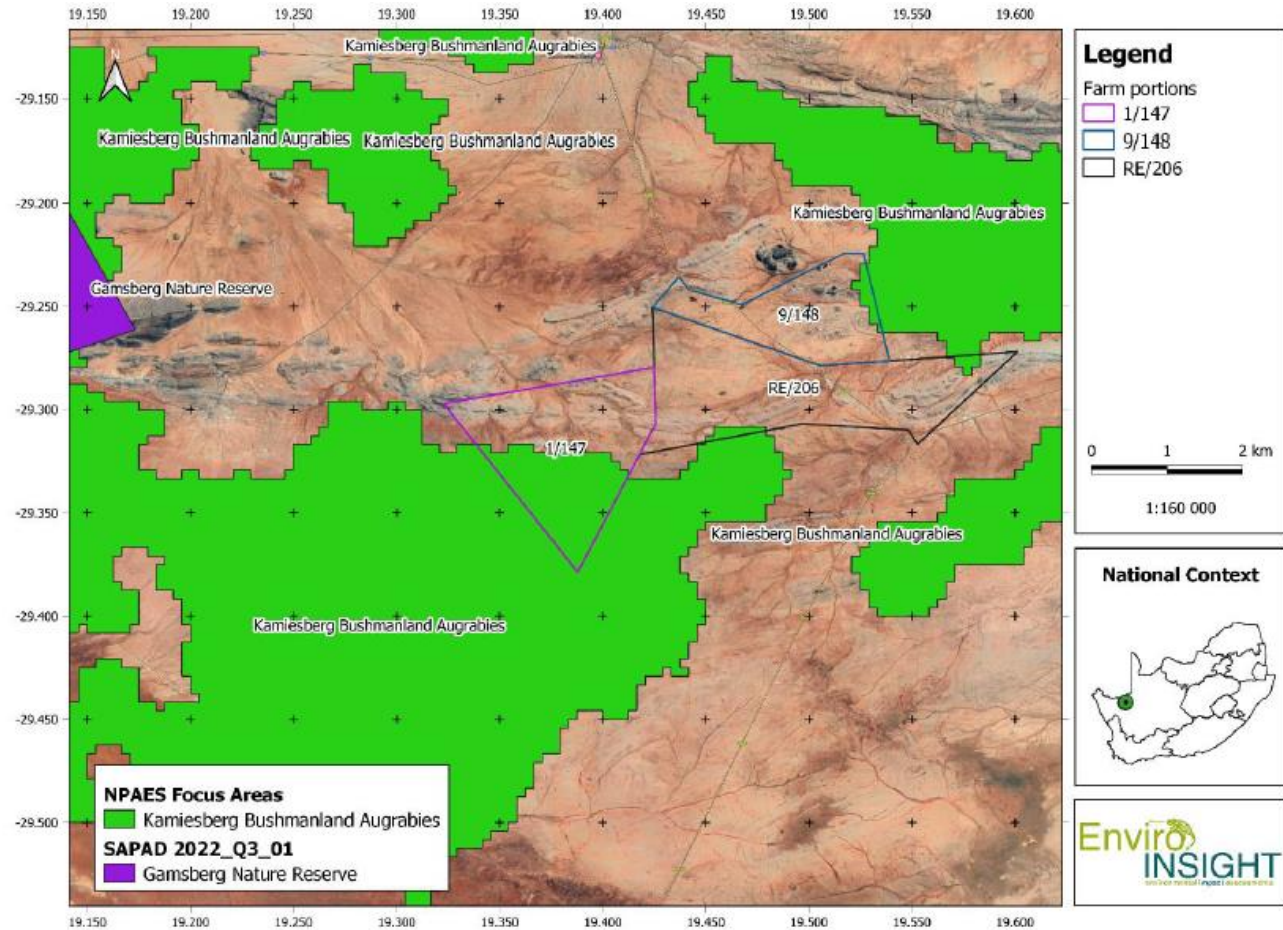 19.150 19.200 19.250 19.300 19.350 19.400 19.450 19.500 19.550 19.600
N
-29.150
-29.200
-29.250
-29.300
-29.350
-29.400
-29.450
-29.500
Kamiesberg Bushmanland Augrabies
Kamiesberg Bushmanland Augrabies
Kamiesberg Bushmanland Augrabies
Kamiesberg Bushmanland Augrabies
Gamsberg Nature Reserve
9/148
RE/206
1/147
Kamiesberg Bushmanland Augrabies
Kamiesberg Bushmanland Augrabies
NPAES Focus Areas
Kamiesberg Bushmanland Augrabies
SAPAD 2022_Q3_01
Gamsberg Nature Reserve
19.150 19.200 19.250 19.300 19.350 19.400 19.450 19.500 19.550 19.600
Legend
Farm portions
1/147
9/148
RE/206
0 1 2 km
1:160 000
National Context
Enviro
INSIGHT
environmental impact assessments